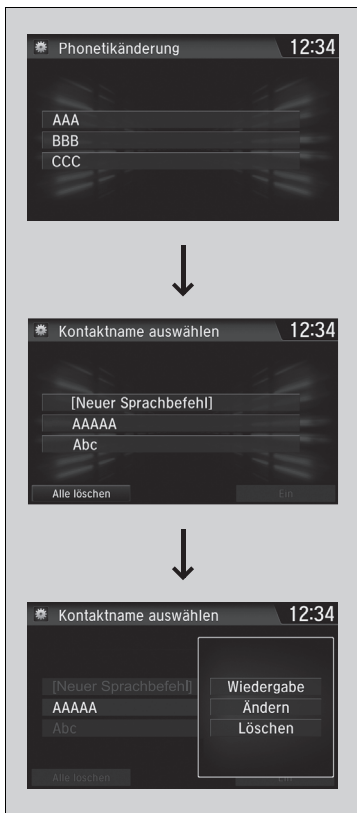 Phonetikänderung 12:34
AAA
BBB
CCC
Kontaktname auswählen 12:34
[Neuer Sprachbefehl]
AAAAA
Abc
Alle löschen Ein
Kontaktname auswählen 12:34
[Neuer Sprachbefehl] Wiedergabe
AAAAA Ändern
Abc Löschen
Alle löschen Ein